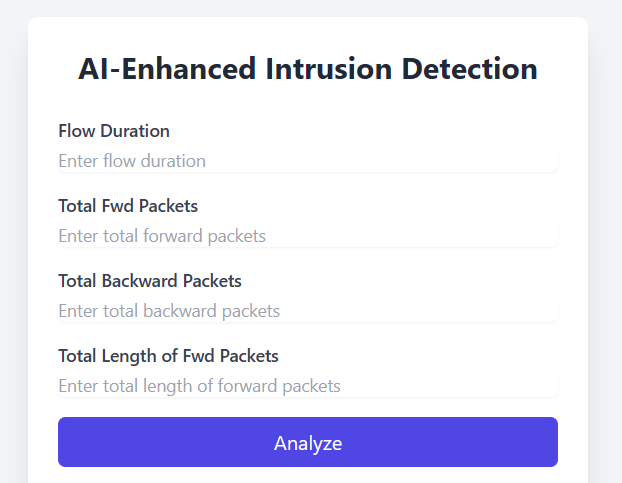 AI-Enhanced Intrusion Detection
Flow Duration
Enter flow duration
Total Fwd Packets
Enter total forward packets
Total Backward Packets
Enter total backward packets
Total Length of Fwd Packets
Enter total length of forward packets
Analyze